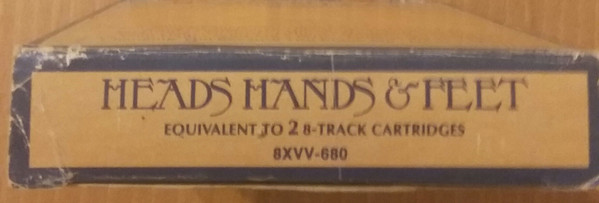 HEADS HANDS & FEET
EQUIVALENT TO 2 8-TRACK CARTRIDGES
8XVV-680